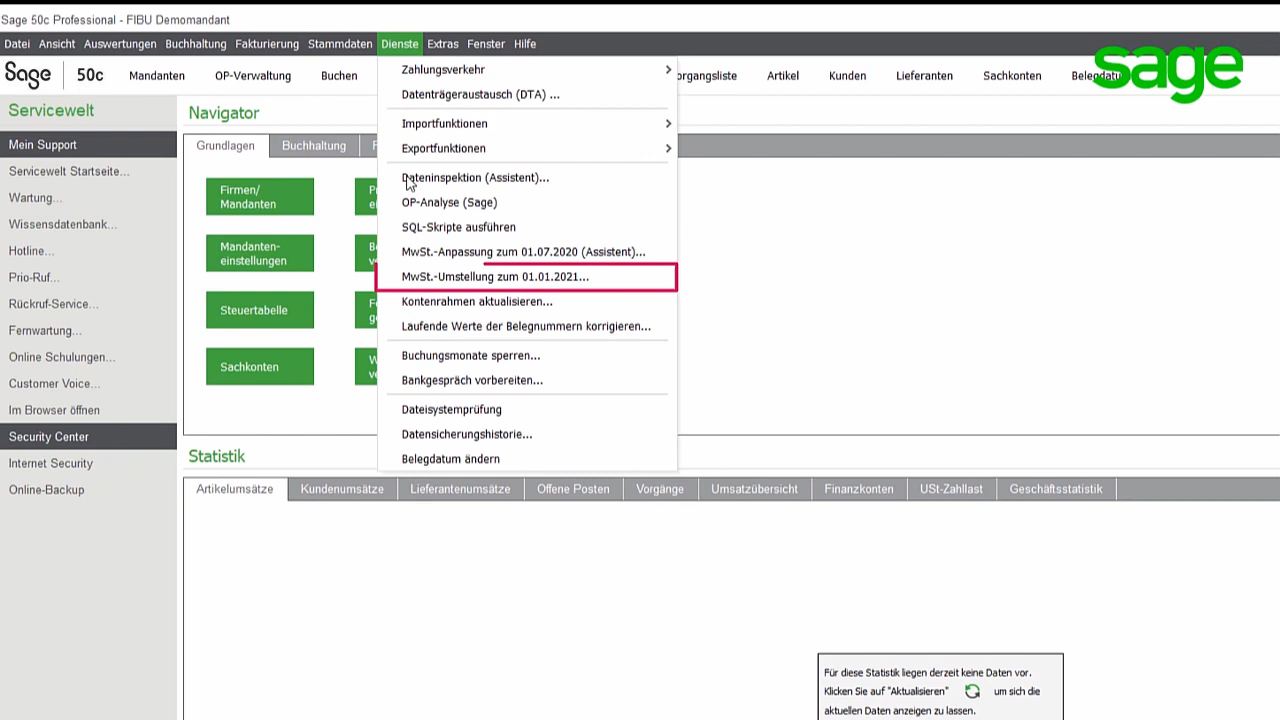 Sage 50c Professional - FIBU Demomandant
Datei Ansicht Auswertungen Buchhaltung Fakturierung Stammdaten Dienste Extras Fenster Hilfe
sage
Sage 50c Mandanten OP-Verwaltung Buchen organgsliste Artikel Kunden Lieferanten Sachkonten Belegdatu
Zahlungsverkehr
Datenträgeraustausch (DTA) ...
Importfunktionen
Exportfunktionen
Dateninspektion (Assistent)...
OP-Analyse (Sage)
SQL-Skripte ausführen
MwSt.-Anpassung zum 01.07.2020 (Assistent)...
MwSt.-Umstellung zum 01.01.2021...
Kontenrahmen aktualisieren...
Laufende Werte der Belegnummern korrigieren...
Buchungsmonate sperren...
Bankgespräch vorbereiten...
Dateisystemprüfung
Datensicherungshistorie...
Belegdatum ändern
Servicewelt
Mein Support
Servicewelt Startseite...
Wartung...
Wissensdatenbank...
Hotline...
Prio-Ruf...
Rückruf-Service...
Fernwartung...
Online Schulungen...
Customer Voice...
Im Browser öffnen
Security Center
Internet Security
Online-Backup
Navigator
Grundlagen Buchhaltung
Firmen/
Mandanten
Mandanten-
einstellungen
Steuertabelle
Sachkonten
Statistik
Artikelumsätze Kundenumsätze Lieferantenumsätze Offene Posten Vorgänge Umsatzübersicht Finanzkonten USt-Zahllast Geschäftsstatistik
Für diese Statistik liegen derzeit keine Daten vor.
Klicken Sie auf "Aktualisieren" um sich die
aktuellen Daten anzeigen zu lassen.